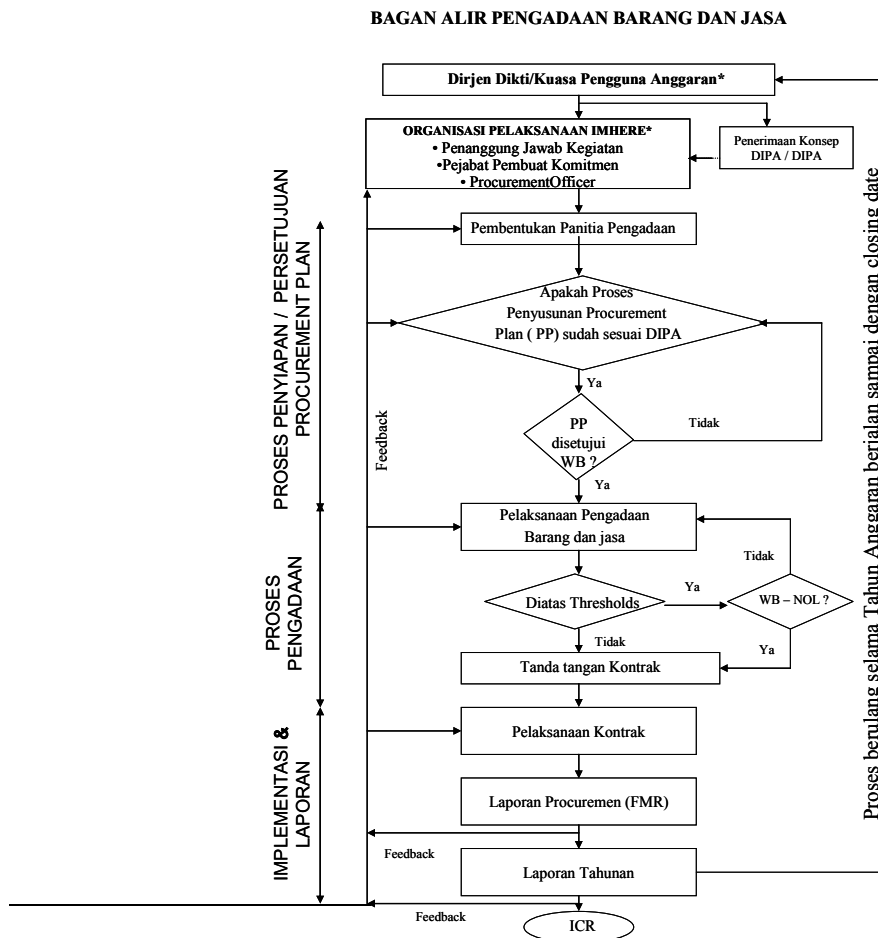 BAGAN ALIR PENGADAAN BARANG DAN JASA
Dirjen Dikti/Kuasa Pengguna Anggaran*
ORGANISASI PELAKSANAAN IMHERE*
• Penanggung Jawab Kegiatan
•Pejabat Pembuat Komitmen
• ProcurementOfficer
Penerimaan Konsep
DIPA / DIPA
Pembentukan Panitia Pengadaan
Apakah Proses
Penyusunan Procurement
Plan ( PP) sudah sesuai DIPA
Ya
PP
disetujui
WB ?
Tidak
Ya
Pelaksanaan Pengadaan
Barang dan jasa
Tidak
Diatas Thresholds
Ya
WB – NOL ?
Tidak
Ya
Tanda tangan Kontrak
Pelaksanaan Kontrak
Laporan Procuremen (FMR)
Feedback
Laporan Tahunan
Feedback
ICR
PROSES PENYIAPAN / PERSETUJUAN
PROCUREMENT PLAN
PROSES
PENGADAAN
IMPLEMENTASI &
LAPORAN
Feedback
Proses berulang selama Tahun Anggaran berjalan sampai dengan closing date